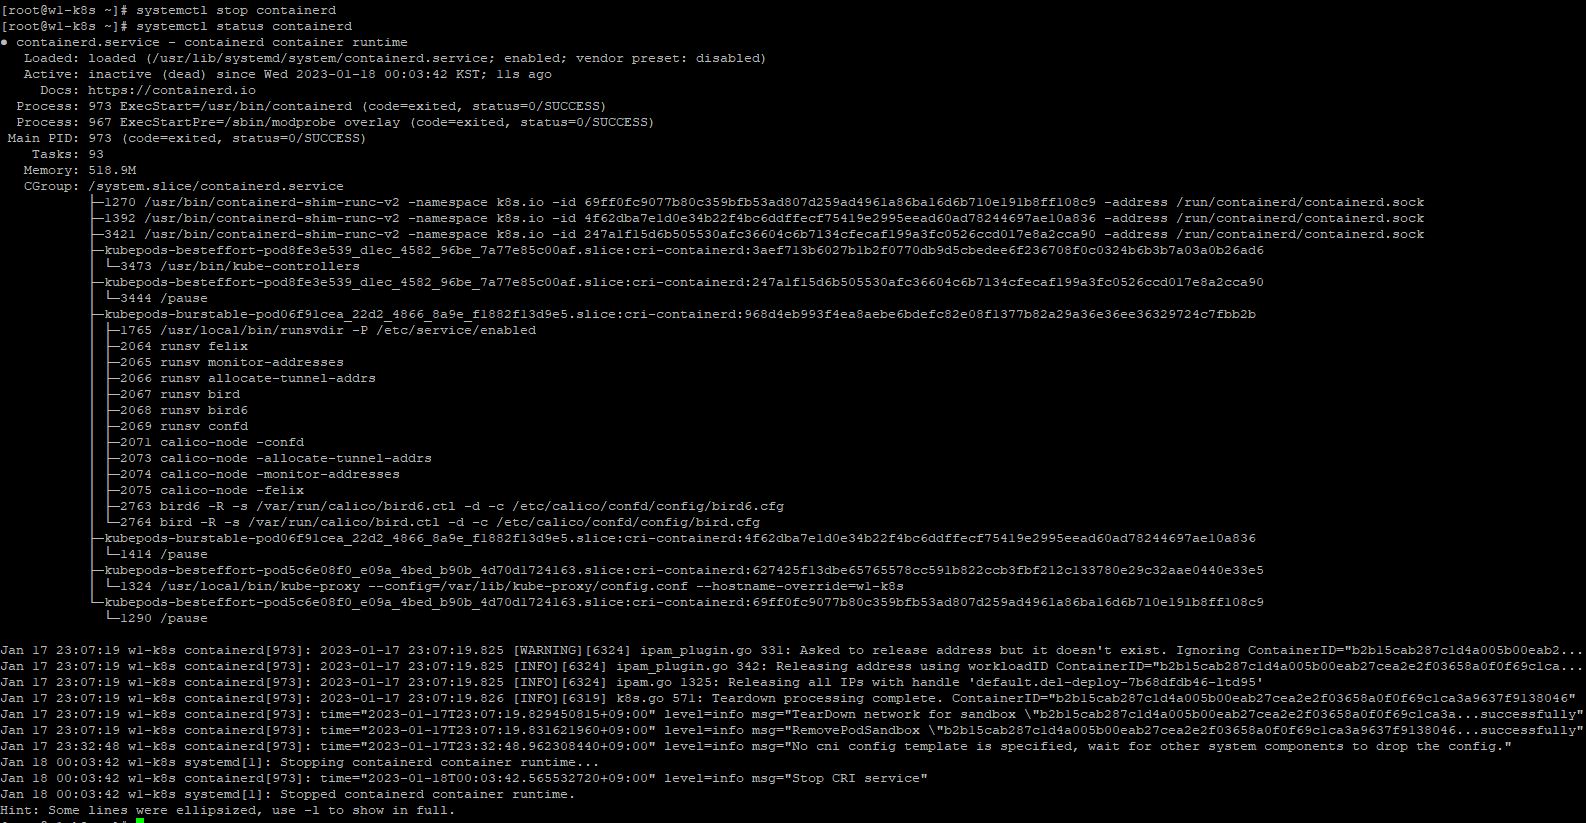 [root@w1-k8s ~]# systemctl stop containerd
[root@w1-k8s ~]# systemctl status containerd
● containerd.service - containerd container runtime
   Loaded: loaded (/usr/lib/systemd/system/containerd.service; enabled; vendor preset: disabled)
   Active: inactive (dead) since Wed 2023-01-18 00:03:42 KST; 11s ago
     Docs: https://containerd.io
  Process: 973 ExecStart=/usr/bin/containerd (code=exited, status=0/SUCCESS)
  Process: 967 ExecStartPre=/sbin/modprobe overlay (code=exited, status=0/SUCCESS)
 Main PID: 973 (code=exited, status=0/SUCCESS)
    Tasks: 93
   Memory: 518.9M
   CGroup: /system.slice/containerd.service
           ├─1270 /usr/bin/containerd-shim-runc-v2 -namespace k8s.io -id 69ff0fc9077b80c359bfb53ad807d259ad4961a86ba16d6b710e191b8ff108c9 -address /run/containerd/containerd.sock
           ├─1392 /usr/bin/containerd-shim-runc-v2 -namespace k8s.io -id 4f62dba7e1d0e34b22f4bc6ddffecf75419e2995eead60ad78244697ae10a836 -address /run/containerd/containerd.sock
           ├─3421 /usr/bin/containerd-shim-runc-v2 -namespace k8s.io -id 247a1f15d6b505530afc36604c6b7134cfecaf199a3fc0526ccd017e8a2cca90 -address /run/containerd/containerd.sock
           ├─kubepods-besteffort-pod8fe3e539_d1ec_4582_96be_7a77e85c00af.slice:cri-containerd:3aef713b6027b1b2f0770db9d5cbedee6f236708f0c0324b6b3b7a03a0b26ad6
           │ └─3473 /usr/bin/kube-controllers
           ├─kubepods-besteffort-pod8fe3e539_d1ec_4582_96be_7a77e85c00af.slice:cri-containerd:247a1f15d6b505530afc36604c6b7134cfecaf199a3fc0526ccd017e8a2cca90
           │ └─3444 /pause
           ├─kubepods-burstable-pod06f91cea_22d2_4866_8a9e_f1882f13d9e5.slice:cri-containerd:968d4eb993f4ea8aebe6bdefc82e08f1377b82a29a36e36ee36329724c7fbb2b
           │ ├─1765 /usr/local/bin/runsvdir -P /etc/service/enabled
           │ ├─2064 runsv felix
           │ ├─2065 runsv monitor-addresses
           │ ├─2066 runsv allocate-tunnel-addrs
           │ ├─2067 runsv bird
           │ ├─2068 runsv bird6
           │ ├─2069 runsv confd
           │ ├─2071 calico-node -confd
           │ ├─2073 calico-node -allocate-tunnel-addrs
           │ ├─2074 calico-node -monitor-addresses
           │ ├─2075 calico-node -felix
           │ ├─2763 bird6 -R -s /var/run/calico/bird6.ctl -d -c /etc/calico/confd/config/bird6.cfg
           │ └─2764 bird -R -s /var/run/calico/bird.ctl -d -c /etc/calico/confd/config/bird.cfg
           ├─kubepods-burstable-pod06f91cea_22d2_4866_8a9e_f1882f13d9e5.slice:cri-containerd:4f62dba7e1d0e34b22f4bc6ddffecf75419e2995eead60ad78244697ae10a836
           │ └─1414 /pause
           ├─kubepods-besteffort-pod5c6e08f0_e09a_4bed_b90b_4d70d1724163.slice:cri-containerd:627425f13dbe65765578cc591b822ccb3fbf212c133780e29c32aae0440e33e5
           │ └─1324 /usr/local/bin/kube-proxy --config=/var/lib/kube-proxy/config.conf --hostname-override=w1-k8s
           └─kubepods-besteffort-pod5c6e08f0_e09a_4bed_b90b_4d70d1724163.slice:cri-containerd:69ff0fc9077b80c359bfb53ad807d259ad4961a86ba16d6b710e191b8ff108c9
             └─1290 /pause
Jan 17 23:07:19 w1-k8s containerd[973]: 2023-01-17 23:07:19.825 [WARNING][6324] ipam_plugin.go 331: Asked to release address but it doesn't exist. Ignoring ContainerID="b2b15cab287c1d4a005b00eab2...
Jan 17 23:07:19 w1-k8s containerd[973]: 2023-01-17 23:07:19.825 [INFO][6324] ipam_plugin.go 342: Releasing address using workloadID ContainerID="b2b15cab287c1d4a005b00eab27cea2e2f03658a0f0f69c1ca...
Jan 17 23:07:19 w1-k8s containerd[973]: 2023-01-17 23:07:19.825 [INFO][6324] ipam.go 1325: Releasing all IPs with handle 'default.del-deploy-7b68dfdb46-ltd95'
Jan 17 23:07:19 w1-k8s containerd[973]: 2023-01-17 23:07:19.826 [INFO][6319] k8s.go 571: Teardown processing complete. ContainerID="b2b15cab287c1d4a005b00eab27cea2e2f03658a0f0f69c1ca3a9637f9138046"
Jan 17 23:07:19 w1-k8s containerd[973]: time="2023-01-17T23:07:19.829450815+09:00" level=info msg="TearDown network for sandbox \"b2b15cab287c1d4a005b00eab27cea2e2f03658a0f0f69c1ca3a...successfully"
Jan 17 23:07:19 w1-k8s containerd[973]: time="2023-01-17T23:07:19.831621960+09:00" level=info msg="RemovePodSandbox \"b2b15cab287c1d4a005b00eab27cea2e2f03658a0f0f69c1ca3a9637f9138046...successfully"
Jan 17 23:32:48 w1-k8s containerd[973]: time="2023-01-17T23:32:48.962308440+09:00" level=info msg="No cni config template is specified, wait for other system components to drop the config."
Jan 18 00:03:42 w1-k8s systemd[1]: Stopping containerd container runtime...
Jan 18 00:03:42 w1-k8s containerd[973]: time="2023-01-18T00:03:42.565532720+09:00" level=info msg="Stop CRI service"
Jan 18 00:03:42 w1-k8s systemd[1]: Stopped containerd container runtime.
Hint: Some lines were ellipsized, use -l to show in full.